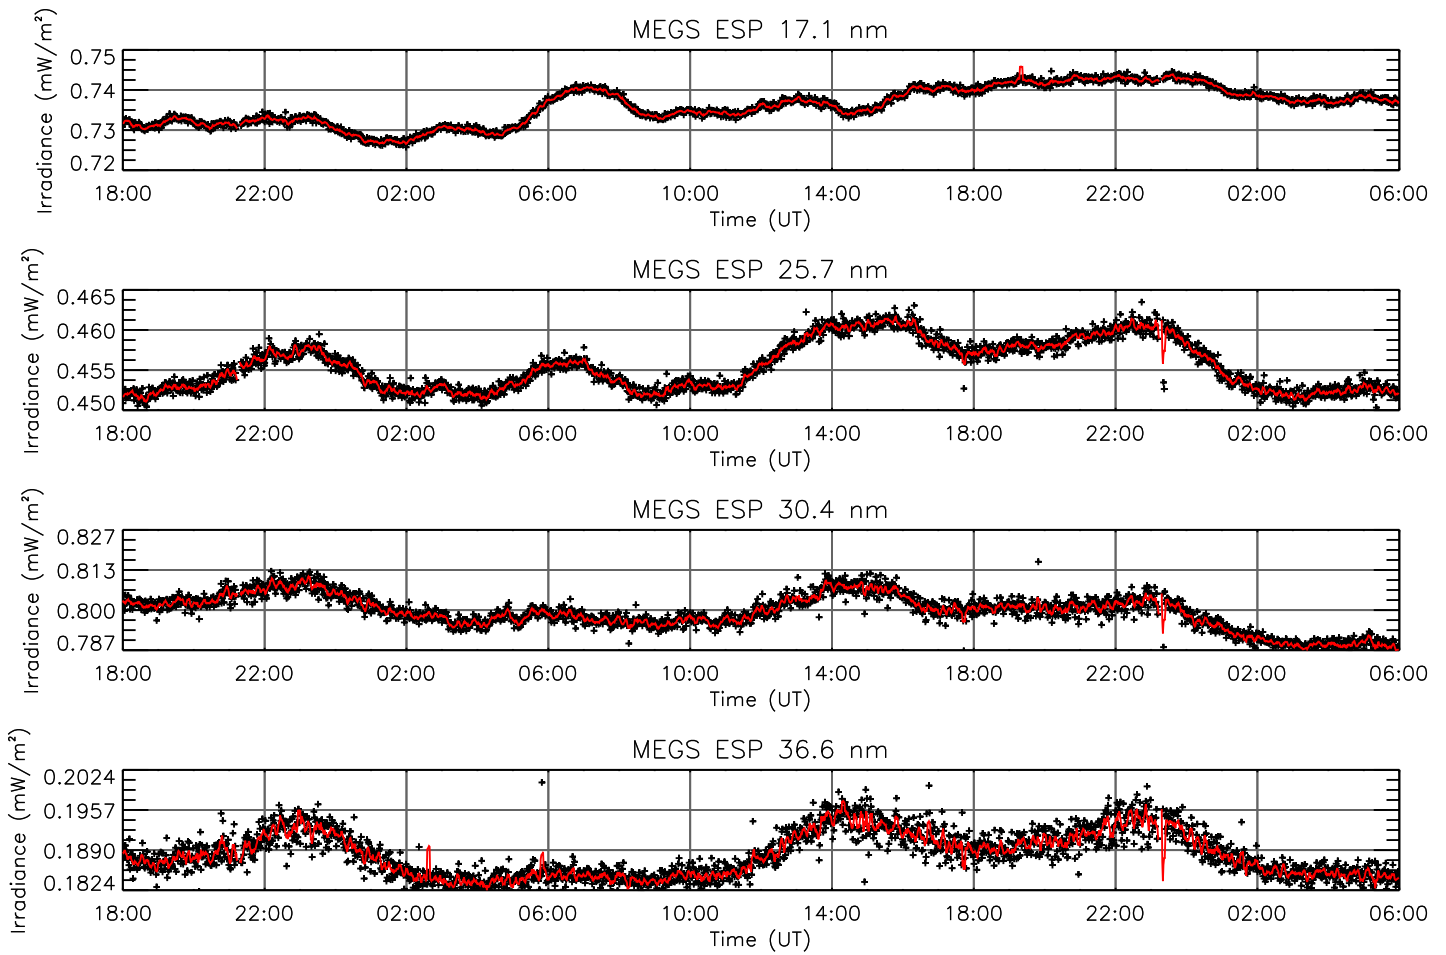 MEGS ESP 17.1 nm
Irradiance (mW/m²)
0.75
0.74
0.73
0.72
18:00 22:00 02:00 06:00 10:00 14:00 18:00 22:00 02:00 06:00
Time (UT)
MEGS ESP 25.7 nm
Irradiance (mW/m²)
0.465
0.460
0.455
0.450
18:00 22:00 02:00 06:00 10:00 14:00 18:00 22:00 02:00 06:00
Time (UT)
MEGS ESP 30.4 nm
Irradiance (mW/m²)
0.827
0.813
0.800
0.787
18:00 22:00 02:00 06:00 10:00 14:00 18:00 22:00 02:00 06:00
Time (UT)
MEGS ESP 36.6 nm
Irradiance (mW/m²)
0.2024
0.1957
0.1890
0.1824
18:00 22:00 02:00 06:00 10:00 14:00 18:00 22:00 02:00 06:00
Time (UT)